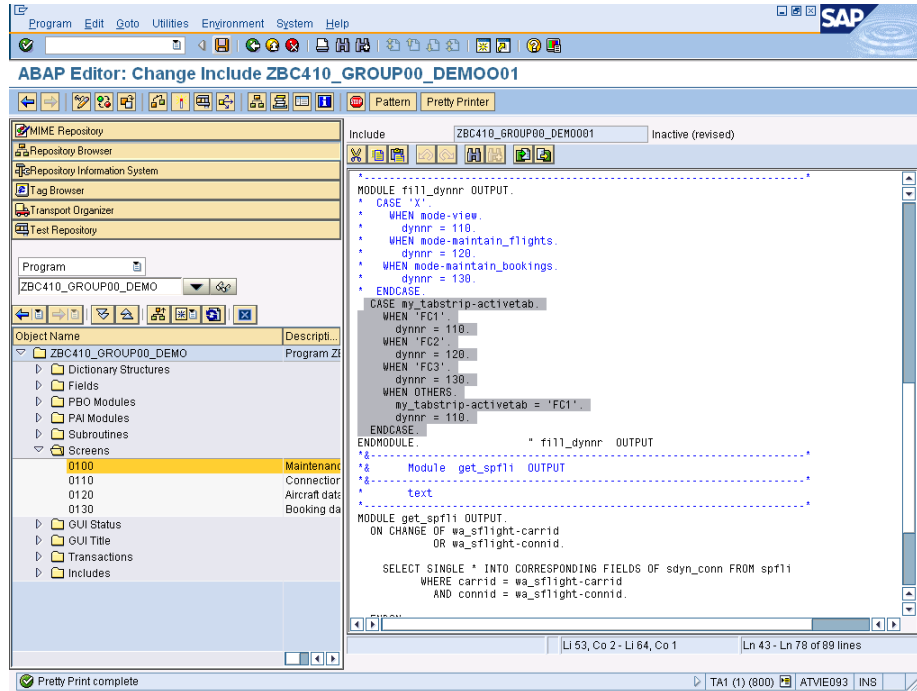 Program Edit Goto Utilities Environment System Help
SAP
ABAP Editor: Change Include ZBC410_GROUP00_DEMOO01
Pattern Pretty Printer
MIME Repository
Repository Browser
Repository Information System
Tag Browser
Transport Organizer
Test Repository
Program
ZBC410_GROUP00_DEMO
Object Name Descripti...
ZBC410_GROUP00_DEMO Program ZB
Dictionary Structures
Fields
PBO Modules
PAI Modules
Subroutines
Screens
0100 Maintenanc
0110 Connection
0120 Aircraft data
0130 Booking da
GUI Status
GUI Title
Transactions
Includes
Include ZBC410_GROUP00_DEMO001 Inactive (revised)
*----------------------------------------------------------------------*
MODULE fill_dynnr OUTPUT.
* CASE 'X'.
* WHEN mode-view.
* dynnr = 110.
* WHEN mode-maintain_flights.
* dynnr = 120.
* WHEN mode-maintain_bookings.
* dynnr = 130.
* ENDCASE.
CASE my_tabstrip-activetab.
WHEN 'FC1'.
dynnr = 110.
WHEN 'FC2'.
dynnr = 120.
WHEN 'FC3'.
dynnr = 130.
WHEN OTHERS.
my_tabstrip-activetab = 'FC1'.
dynnr = 110.
ENDCASE.
ENDMODULE. " fill_dynnr OUTPUT
*&---------------------------------------------------------------------*
*& Module get_spfli OUTPUT
*&---------------------------------------------------------------------*
* text
*----------------------------------------------------------------------*
MODULE get_spfli OUTPUT.
ON CHANGE OF wa_sflight-carrid
OR wa_sflight-connid.
SELECT SINGLE * INTO CORRESPONDING FIELDS OF sdyn_conn FROM spfli
WHERE carrid = wa_sflight-carrid
AND connid = wa_sflight-connid.
Li 53, Co 2 - Li 64, Co 1 Ln 43 - Ln 78 of 89 lines
Pretty Print complete TA1 (1) (800) ATVIE093 INS